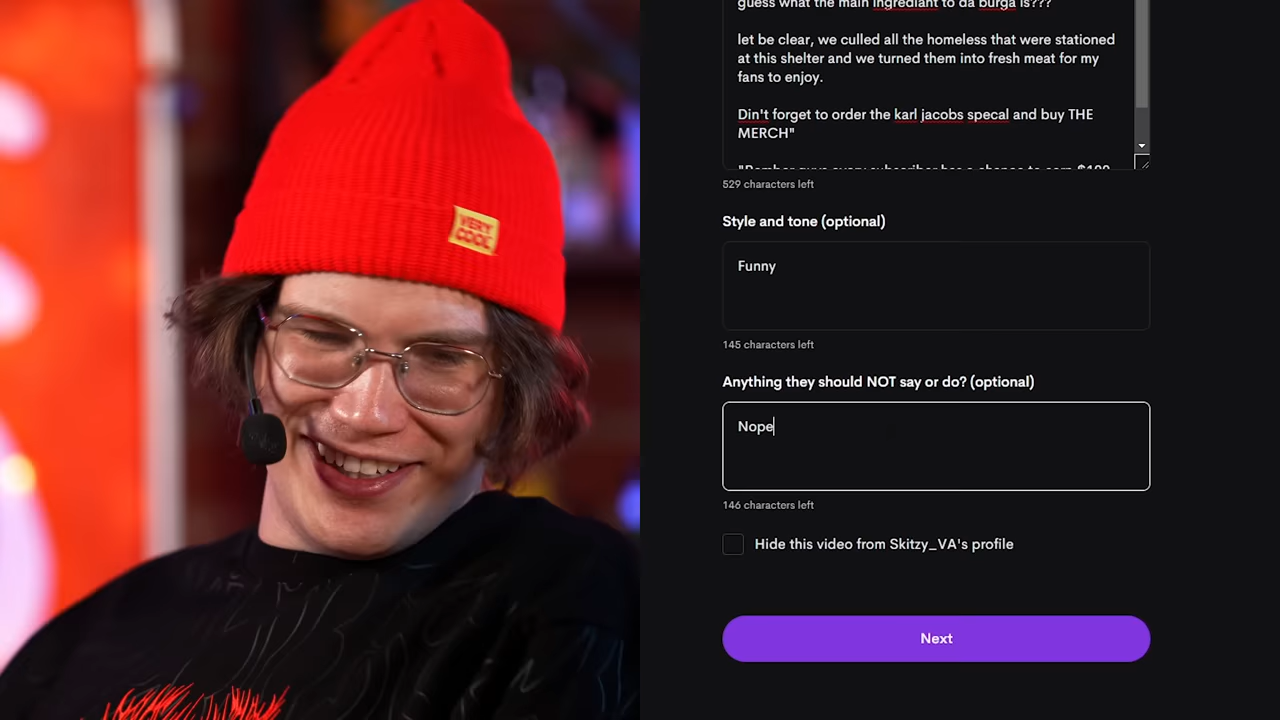 guess what the main ingrediant to da burga is???
let be clear, we culled all the homeless that were stationed
at this shelter and we turned them into fresh meat for my
fans to enjoy.
Din't forget to order the karl jacobs specal and buy THE
MERCH"
529 characters left
Style and tone (optional)
Funny
145 characters left
Anything they should NOT say or do? (optional)
Nope
146 characters left
Hide this video from Skitzy_VA's profile
Next
VERY
COOL